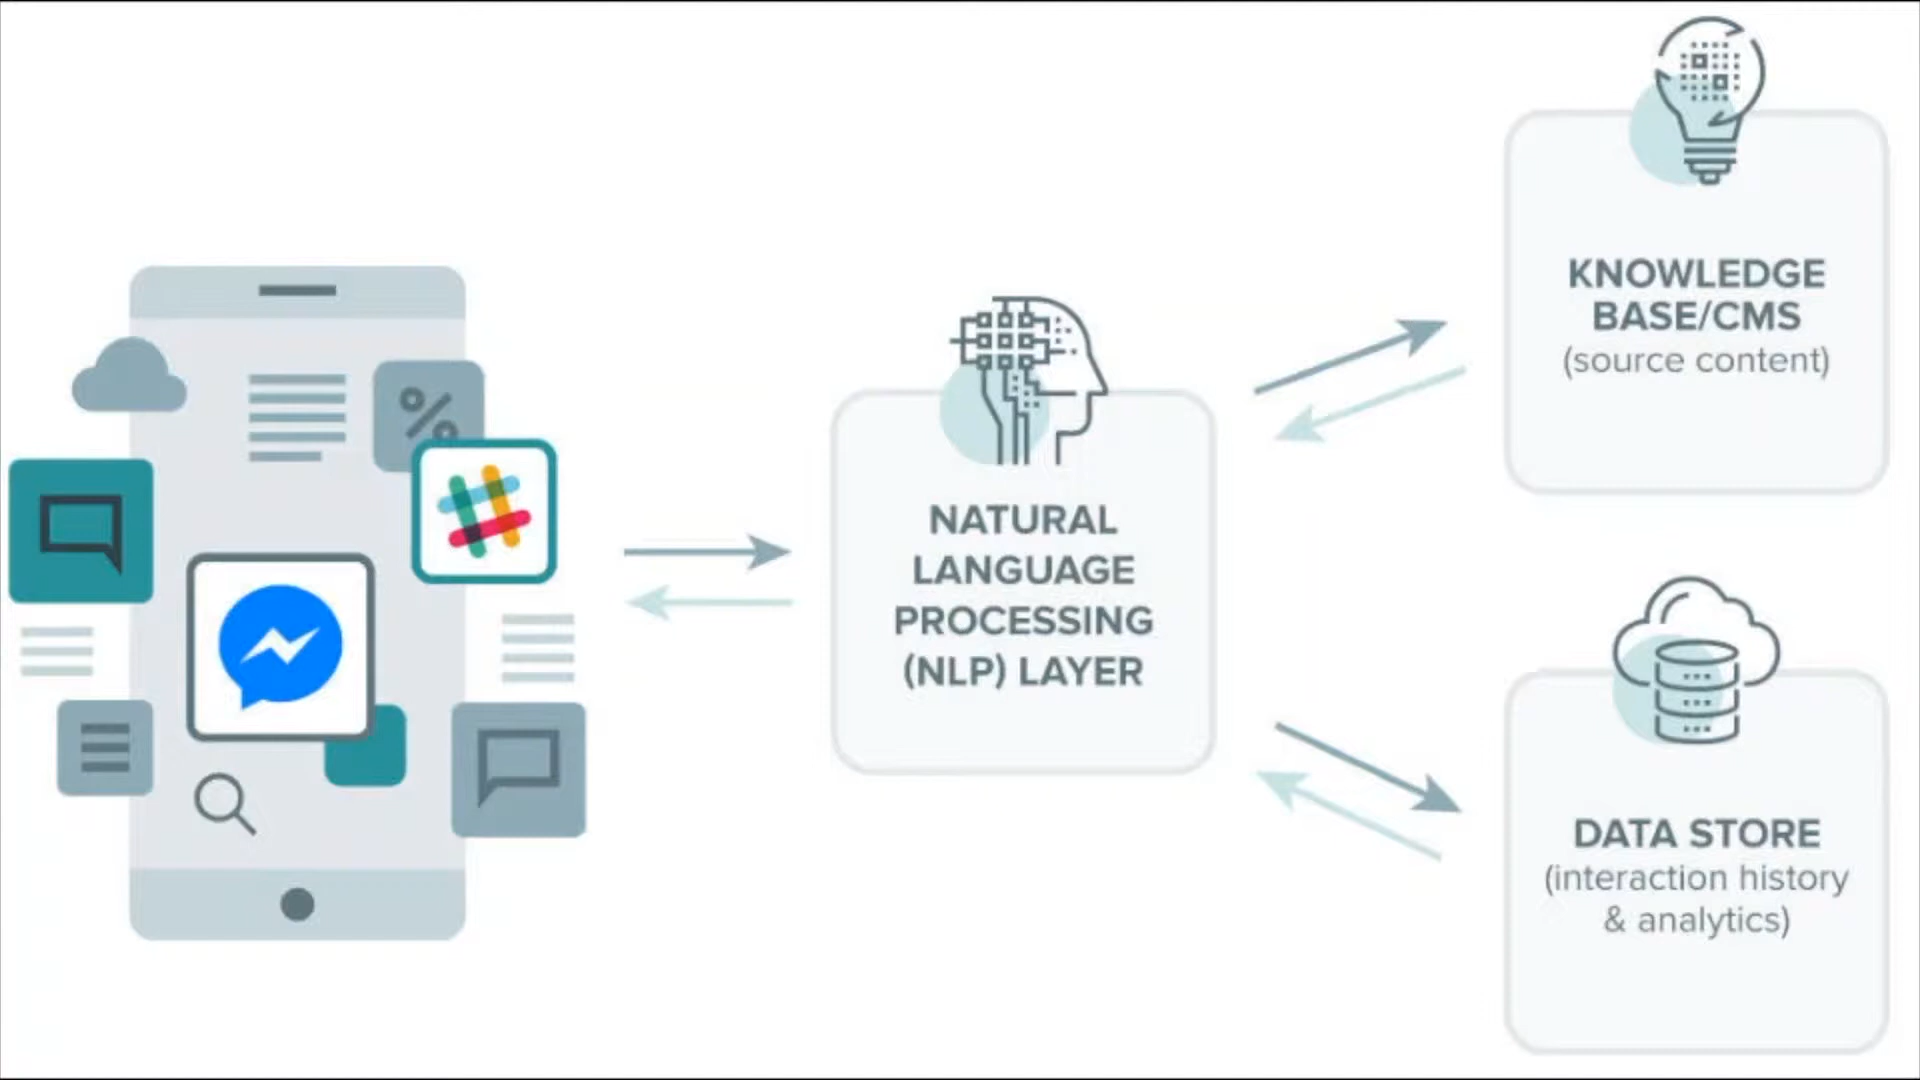 %
NATURAL
LANGUAGE
PROCESSING
(NLP) LAYER
KNOWLEDGE
BASE/CMS
(source content)
DATA STORE
(interaction history
& analytics)